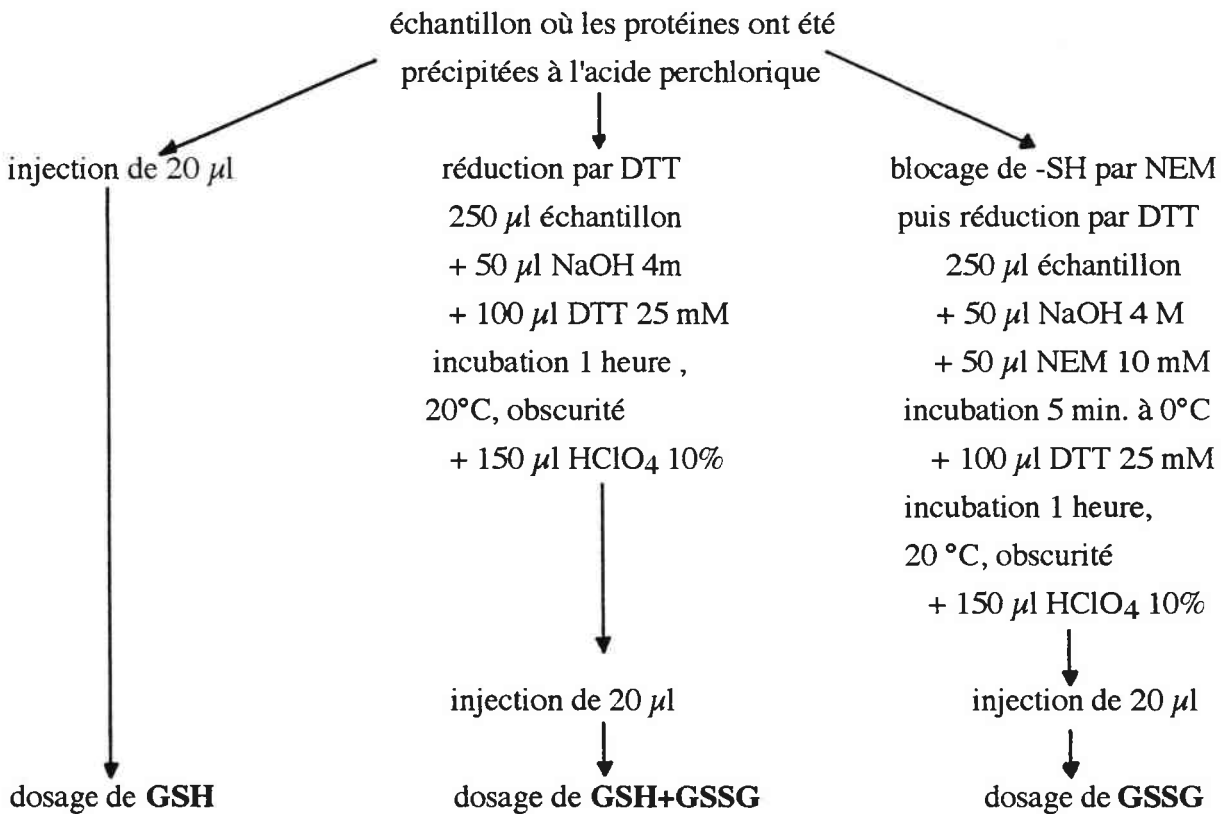 échantillon où les protéines ont été
précipitées à l'acide perchlorique
injection de 20 µl
dosage de GSH
réduction par DTT
250 µl échantillon
+ 50 µl NaOH 4m
+ 100 µl DTT 25 mM
incubation 1 heure ,
20°C, obscurité
+ 150 µl HClO4 10%
injection de 20 µl
dosage de GSH+GSSG
blocage de -SH par NEM
puis réduction par DTT
250 µl échantillon
+ 50 µl NaOH 4 M
+ 50 µl NEM 10 mM
incubation 5 min. à 0°C
+ 100 µl DTT 25 mM
incubation 1 heure,
20 °C, obscurité
+ 150 µl HClO4 10%
injection de 20 µl
dosage de GSSG